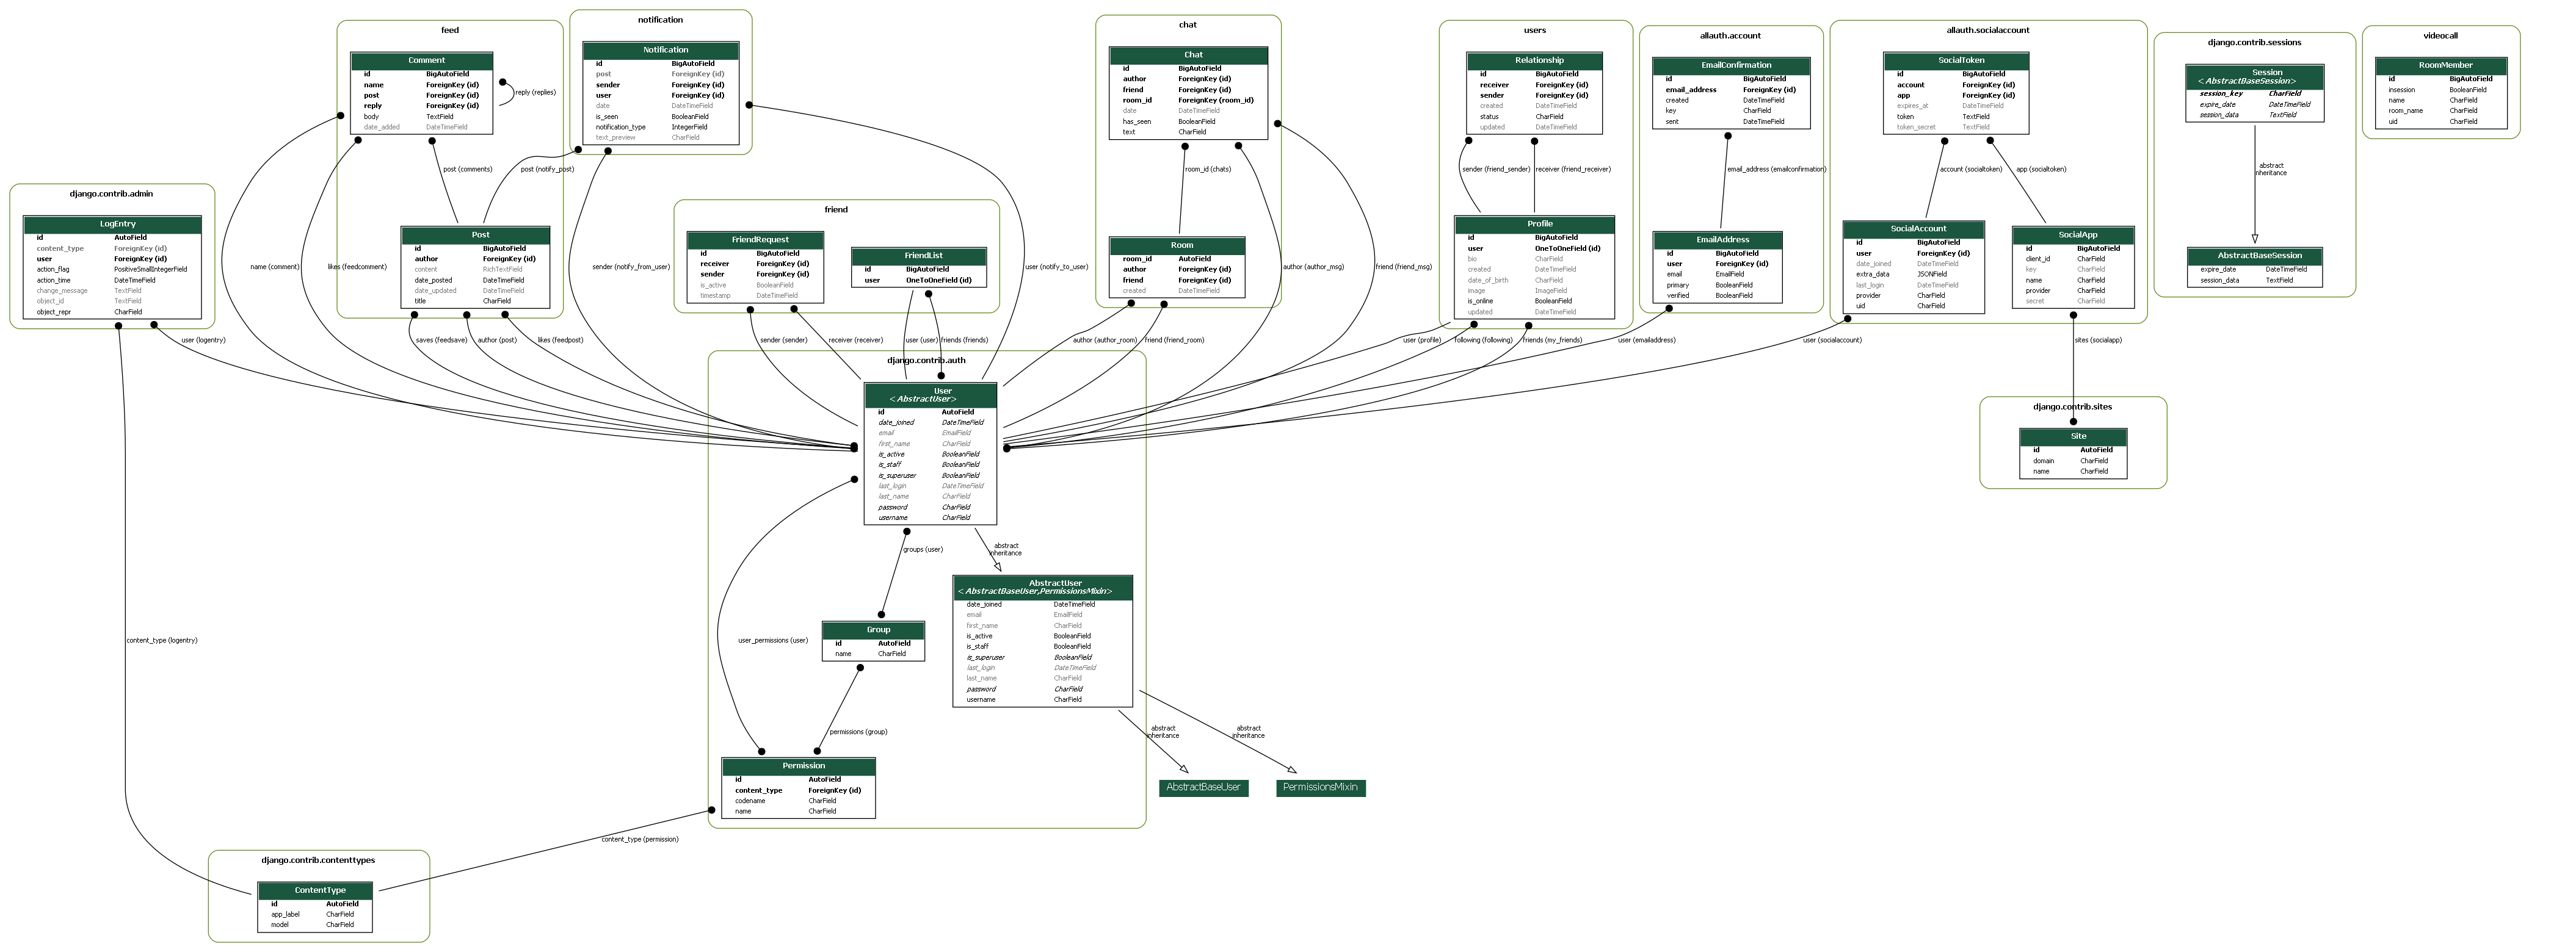 feed
Comment
id BigAutoField
name ForeignKey (id)
post ForeignKey (id)
reply ForeignKey (id)
body TextField
date_added DateTimeField
reply (replies)
post (comments)
Post
id BigAutoField
author ForeignKey (id)
content RichTextField
date_posted DateTimeField
date_updated DateTimeField
title CharField
notification
Notification
id BigAutoField
post ForeignKey (id)
sender ForeignKey (id)
user ForeignKey (id)
date DateTimeField
is_seen BooleanField
notification_type IntegerField
text_preview CharField
post (notify_post)
chat
Chat
id BigAutoField
author ForeignKey (id)
friend ForeignKey (id)
room_id ForeignKey (room_id)
date DateTimeField
has_seen BooleanField
text CharField
room_id (chats)
Room
room_id AutoField
author ForeignKey (id)
friend ForeignKey (id)
created DateTimeField
users
Relationship
id BigAutoField
receiver ForeignKey (id)
sender ForeignKey (id)
created DateTimeField
status CharField
updated DateTimeField
sender (friend_sender)
receiver (friend_receiver)
Profile
id BigAutoField
user OneToOneField (id)
bio CharField
created DateTimeField
date_of_birth CharField
image ImageField
is_online BooleanField
updated DateTimeField
allauth.account
EmailConfirmation
id BigAutoField
email_address ForeignKey (id)
created DateTimeField
key CharField
sent DateTimeField
email_address (emailconfirmation)
EmailAddress
id BigAutoField
user ForeignKey (id)
email EmailField
primary BooleanField
verified BooleanField
allauth.socialaccount
SocialToken
id BigAutoField
account ForeignKey (id)
app ForeignKey (id)
expires_at DateTimeField
token TextField
token_secret TextField
account (socialtoken)
app (socialtoken)
SocialAccount
id BigAutoField
user ForeignKey (id)
date_joined DateTimeField
extra_data JSONField
last_login DateTimeField
provider CharField
uid CharField
SocialApp
id BigAutoField
client_id CharField
key CharField
name CharField
provider CharField
secret CharField
django.contrib.sessions
Session
<AbstractBaseSession>
session_key CharField
expire_date DateTimeField
session_data TextField
abstract
inheritance
AbstractBaseSession
expire_date DateTimeField
session_data TextField
videocall
RoomMember
id BigAutoField
insession BooleanField
name CharField
room_name CharField
uid CharField
django.contrib.admin
LogEntry
id AutoField
content_type ForeignKey (id)
user ForeignKey (id)
action_flag PositiveSmallIntegerField
action_time DateTimeField
change_message TextField
object_id TextField
object_repr CharField
friend
FriendRequest
id BigAutoField
receiver ForeignKey (id)
sender ForeignKey (id)
is_active BooleanField
timestamp DateTimeField
FriendList
id BigAutoField
user OneToOneField (id)
name (comment)
likes (feedcomment)
sender (notify_from_user)
user (notify_to_user)
author (author_msg)
friend (friend_msg)
user (logentry)
saves (feedsave)
author (post)
likes (feedpost)
sender (sender)
receiver (receiver)
user (user)
friends (friends)
author (author_room)
friend (friend_room)
user (profile)
following (following)
friends (my_friends)
user (emailaddress)
user (socialaccount)
sites (socialapp)
django.contrib.auth
User
<AbstractUser>
id AutoField
date_joined DateTimeField
email EmailField
first_name CharField
is_active BooleanField
is_staff BooleanField
is_superuser BooleanField
last_login DateTimeField
last_name CharField
password CharField
username CharField
django.contrib.sites
Site
id AutoField
domain CharField
name CharField
groups (user)
abstract
inheritance
AbstractUser
<AbstractBaseUser,PermissionsMixin>
date_joined DateTimeField
email EmailField
first_name CharField
is_active BooleanField
is_staff BooleanField
is_superuser BooleanField
last_login DateTimeField
last_name CharField
password CharField
username CharField
Group
id AutoField
name CharField
content_type (logentry)
user_permissions (user)
permissions (group)
abstract
inheritance
abstract
inheritance
Permission
id AutoField
content_type ForeignKey (id)
codename CharField
name CharField
AbstractBaseUser
PermissionsMixin
content_type (permission)
django.contrib.contenttypes
ContentType
id AutoField
app_label CharField
model CharField